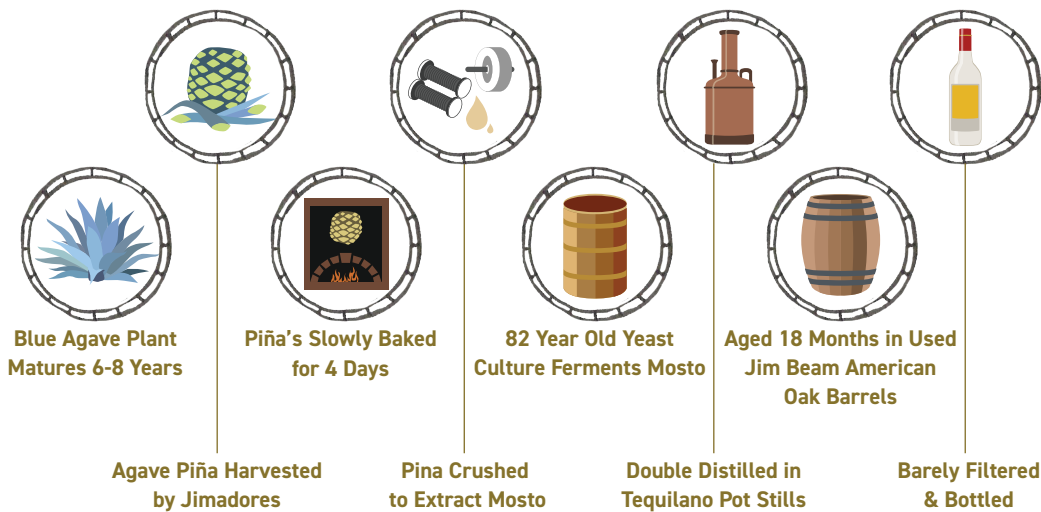 Blue Agave Plant
Matures 6-8 Years
Agave Piña Harvested
by Jimadores
Piña's Slowly Baked
for 4 Days
Pina Crushed
to Extract Mosto
82 Year Old Yeast
Culture Ferments Mosto
Double Distilled in
Tequilano Pot Stills
Aged 18 Months in Used
Jim Beam American
Oak Barrels
Barely Filtered
& Bottled